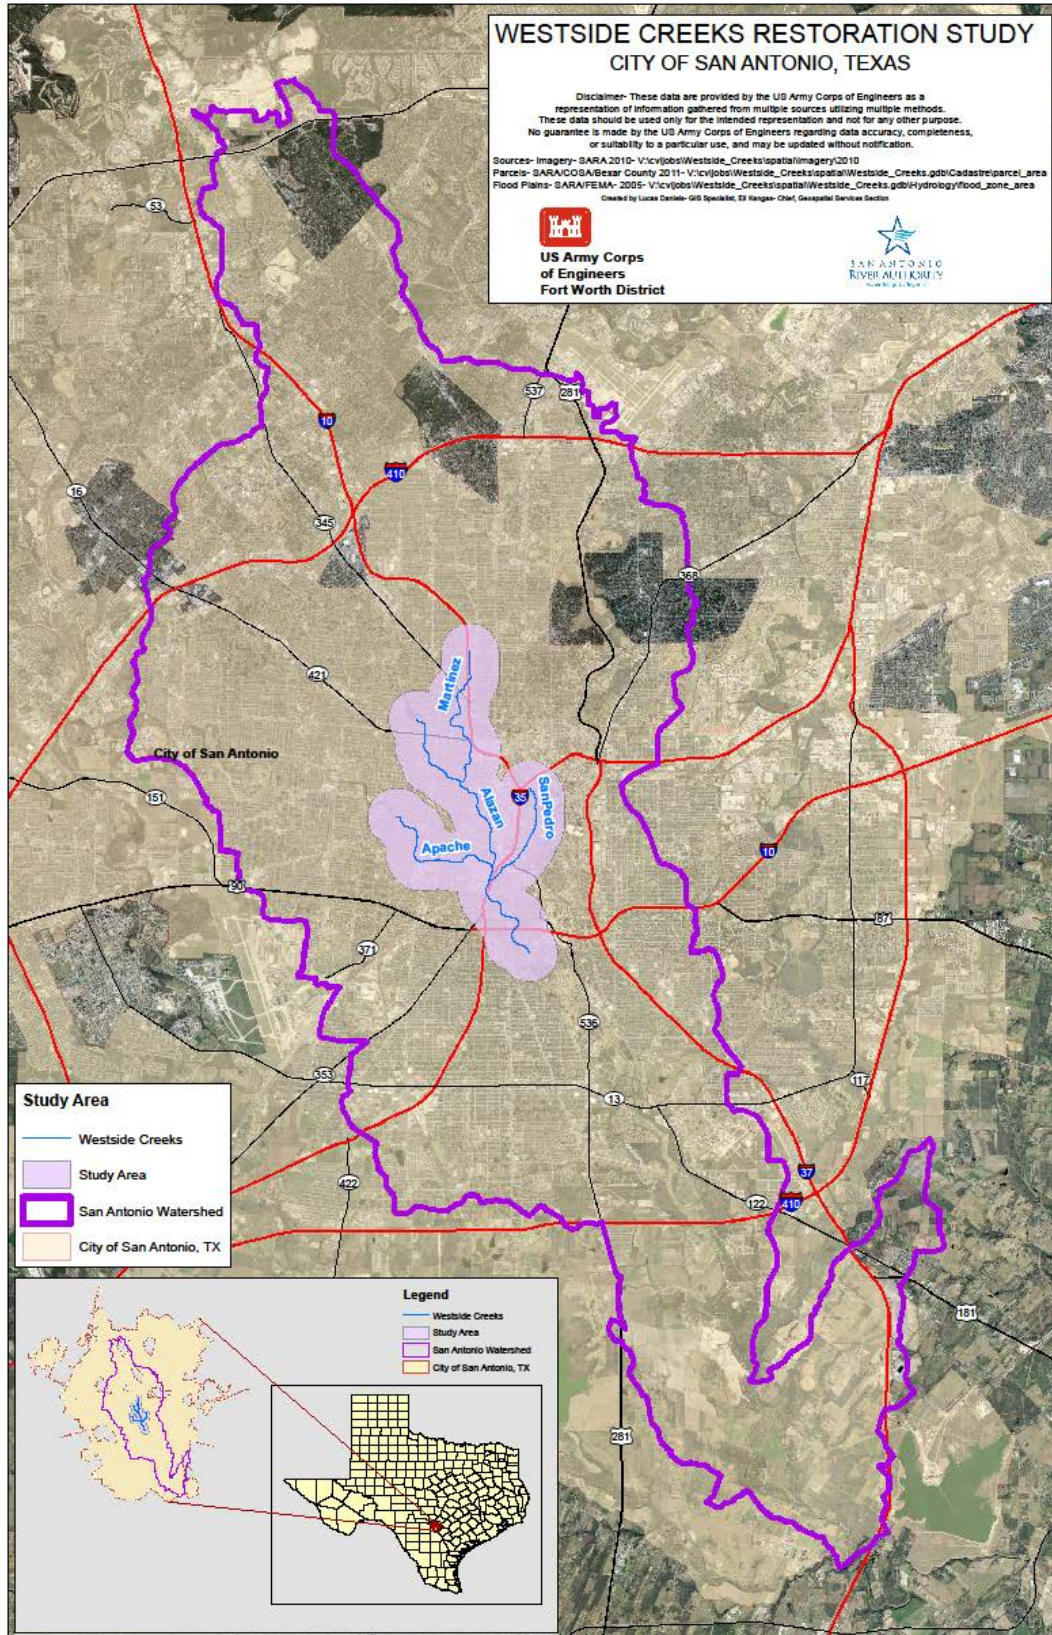 WESTSIDE CREEKS RESTORATION STUDY
CITY OF SAN ANTONIO, TEXAS
Disclaimer- These data are provided by the US Army Corps of Engineers as a
representation of information gathered from multiple sources utilizing multiple methods.
These data should be used only for the intended representation and not for any other purpose.
No guarantee is made by the US Army Corps of Engineers regarding data accuracy, completeness,
or suitability to a particular use, and may be updated without notification.
Sources- Imagery- SARA 2010- V:\cvl\jobs\Westside_Creeks\spatial\imagery\2010
Parcels- SARA/COSA/Bexar County 2011- V:\cvl\jobs\Westside_Creeks\spatial\Westside_Creeks.gdb\Cadastre\parcel_area
Flood Plains- SARA/FEMA- 2005- V:\cvl\jobs\Westside_Creeks\spatial\Westside_Creeks.gdb\Hydrology\flood_zone_area
Created by Lucas Daniels- GIS Specialist, Eli Kangas- Chief, Geospatial Services Section
US Army Corps
of Engineers
Fort Worth District
SAN ANTONIO
RIVER AUTHORITY
53
537
281
10
410
16
345
368
421
Martinez
City of San Antonio
151
35
SanPedro
Alazan
Apache
10
90
87
371
536
353
13
117
37
422
122
410
181
281
Study Area
Westside Creeks
Study Area
San Antonio Watershed
City of San Antonio, TX
Legend
Westside Creeks
Study Area
San Antonio Watershed
City of San Antonio, TX